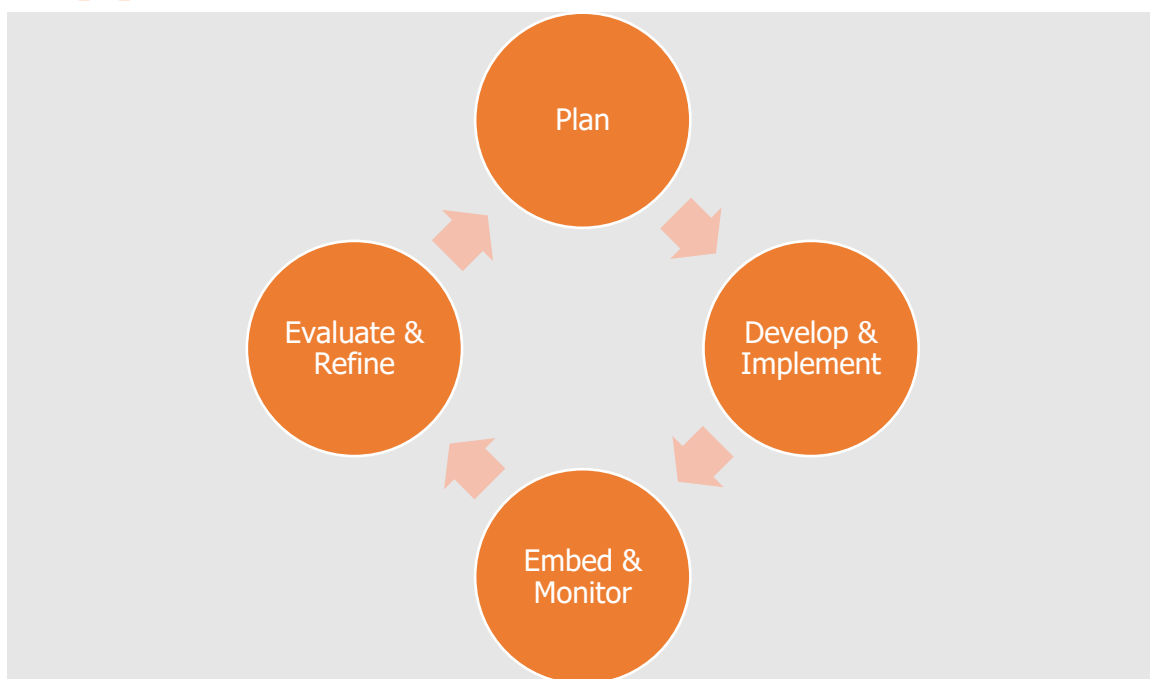 Plan
Develop &
Implement
Embed &
Monitor
Evaluate &
Refine